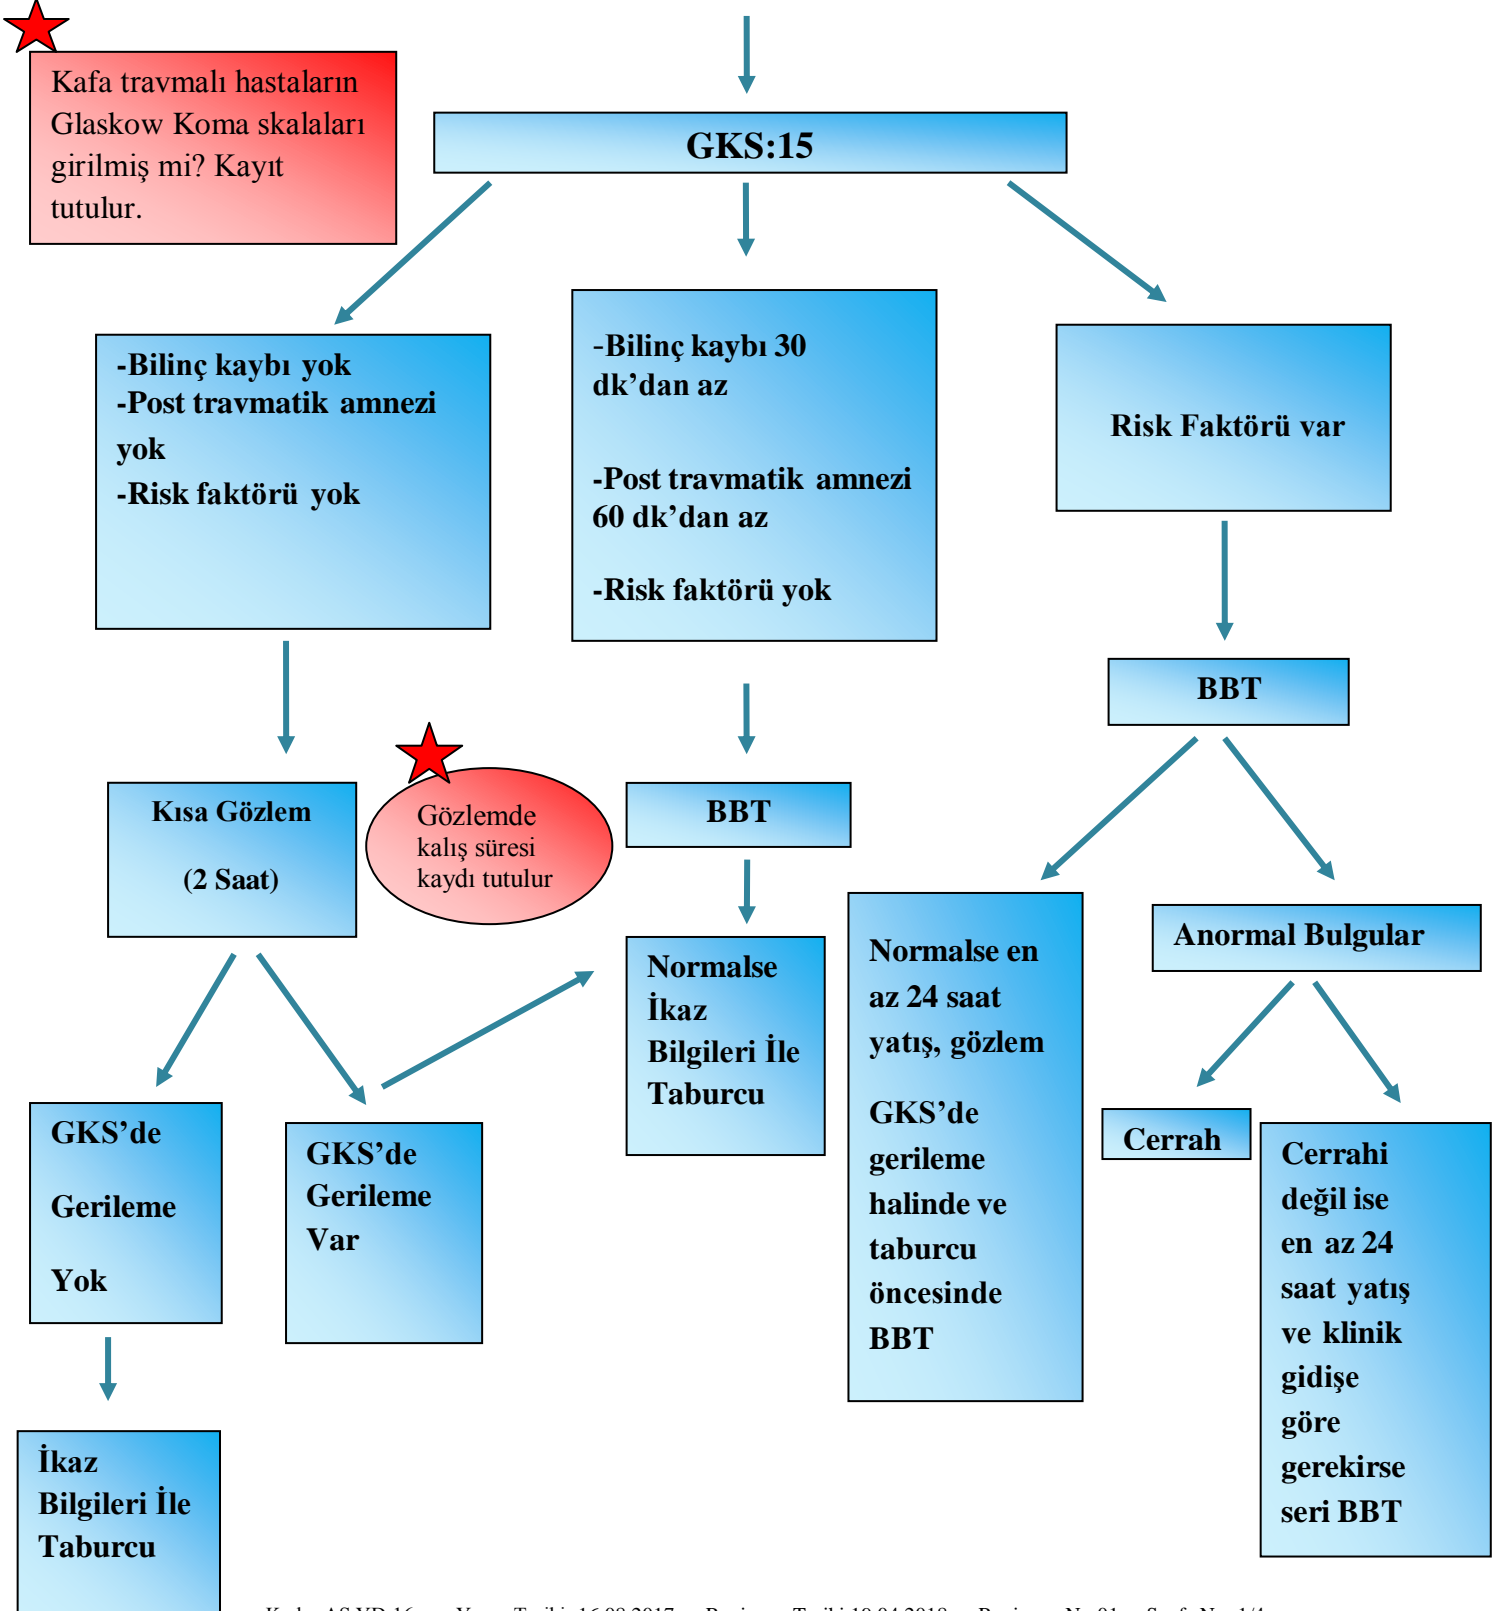 Kafa travmalı hastaların
Glaskow Koma skalaları
girilmiş mi? Kayıt
tutulur.
GKS:15
-Bilinç kaybı yok
-Post travmatik amnezi
yok
-Risk faktörü yok
-Bilinç kaybı 30
dk’dan az
-Post travmatik amnezi
60 dk’dan az
-Risk faktörü yok
Risk Faktörü var
BBT
Kısa Gözlem
(2 Saat)
Gözlemde
kalış süresi
kaydı tutulur
BBT
Normalse
İkaz
Bilgileri İle
Taburcu
Normalse en
az 24 saat
yatış, gözlem
GKS’de
gerileme
halinde ve
taburcu
öncesinde
BBT
Anormal Bulgular
Cerrah
Cerrahi
değil ise
en az 24
saat yatış
ve klinik
gidişe
göre
gerekirse
seri BBT
GKS’de
Gerileme
Yok
GKS’de
Gerileme
Var
İkaz
Bilgileri İle
Taburcu